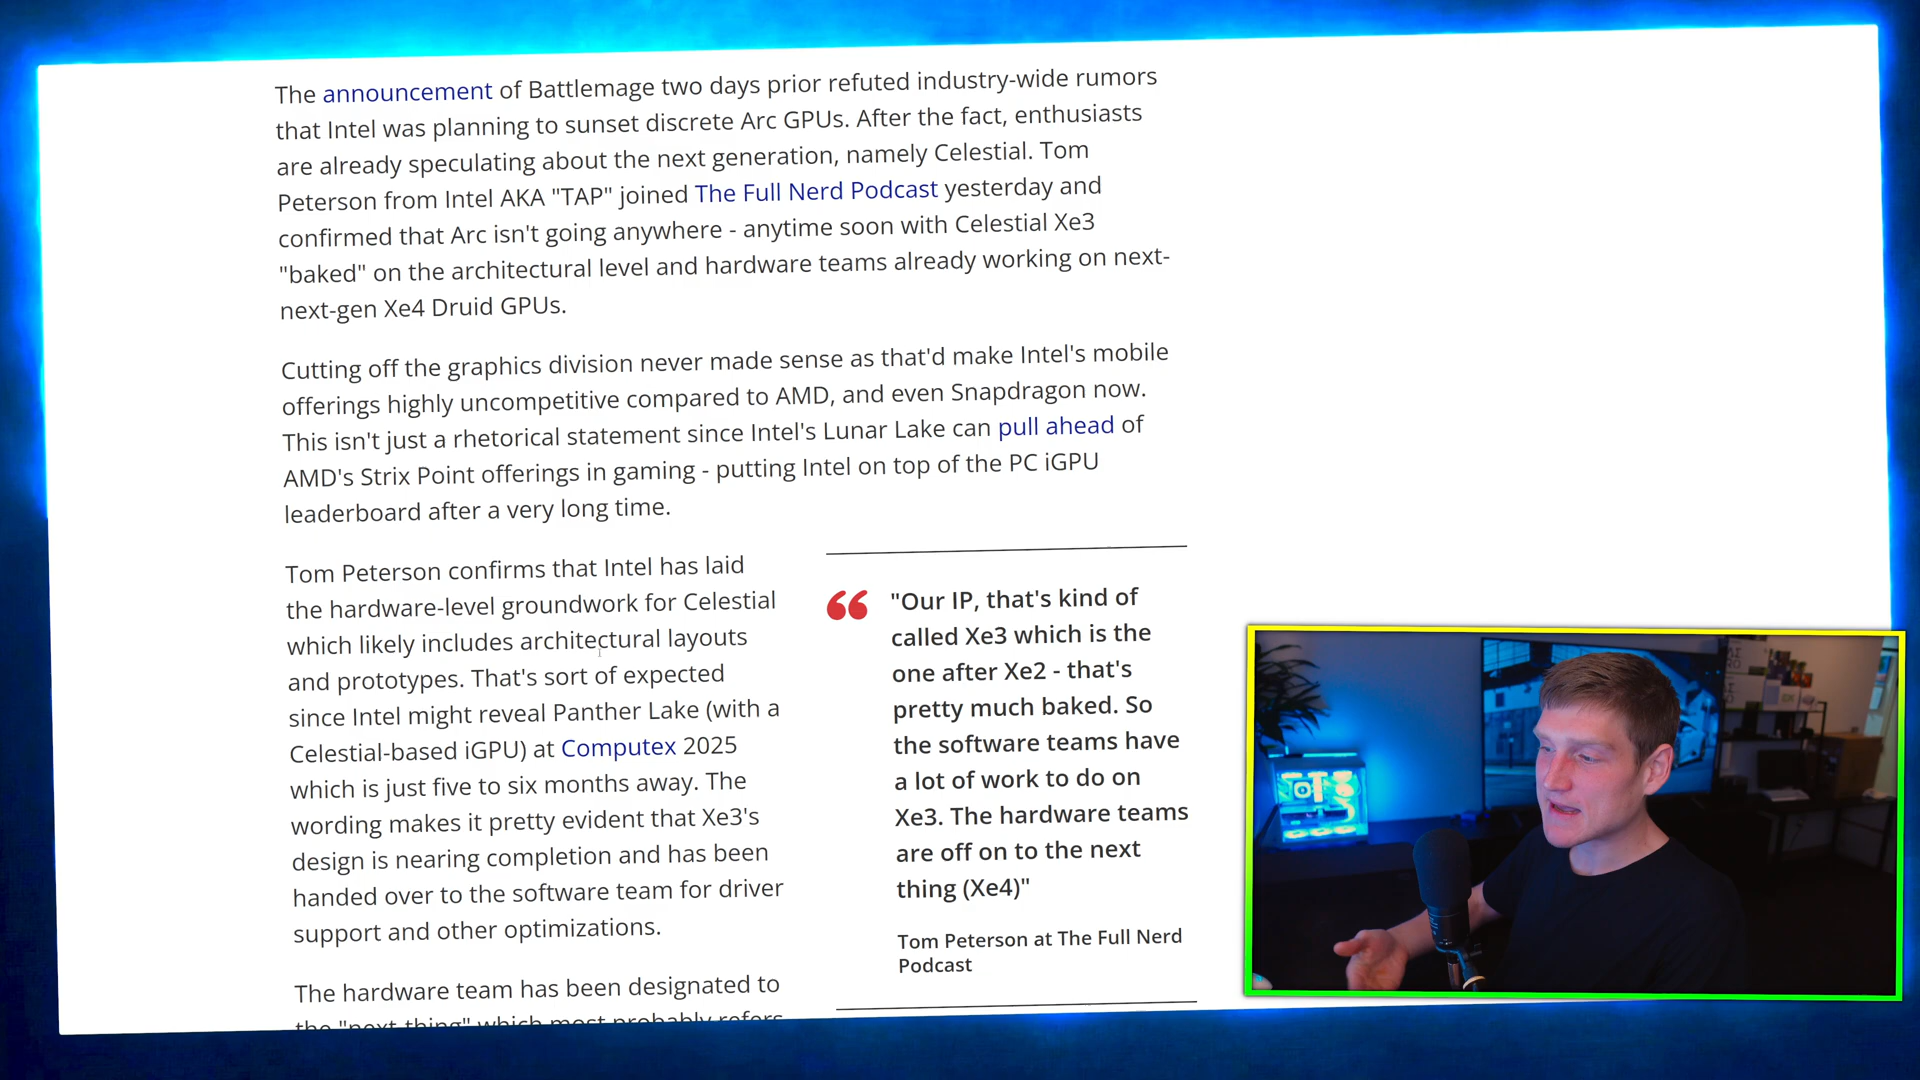 The announcement of Battlemage two days prior refuted industry-wide rumors
that Intel was planning to sunset discrete Arc GPUs. After the fact, enthusiasts
are already speculating about the next generation, namely Celestial. Tom
Peterson from Intel AKA "TAP" joined The Full Nerd Podcast yesterday and
confirmed that Arc isn't going anywhere - anytime soon with Celestial Xe3
"baked" on the architectural level and hardware teams already working on next-
next-gen Xe4 Druid GPUs.
Cutting off the graphics division never made sense as that'd make Intel's mobile
offerings highly uncompetitive compared to AMD, and even Snapdragon now.
This isn't just a rhetorical statement since Intel's Lunar Lake can pull ahead of
AMD's Strix Point offerings in gaming - putting Intel on top of the PC iGPU
leaderboard after a very long time.
Tom Peterson confirms that Intel has laid
the hardware-level groundwork for Celestial
which likely includes architectural layouts
and prototypes. That's sort of expected
since Intel might reveal Panther Lake (with a
Celestial-based iGPU) at Computex 2025
which is just five to six months away. The
wording makes it pretty evident that Xe3's
design is nearing completion and has been
handed over to the software team for driver
support and other optimizations.
The hardware team has been designated to
the "next thing" which most probably refers
"Our IP, that's kind of
called Xe3 which is the
one after Xe2 - that's
pretty much baked. So
the software teams have
a lot of work to do on
Xe3. The hardware teams
are off on to the next
thing (Xe4)"
Tom Peterson at The Full Nerd
Podcast